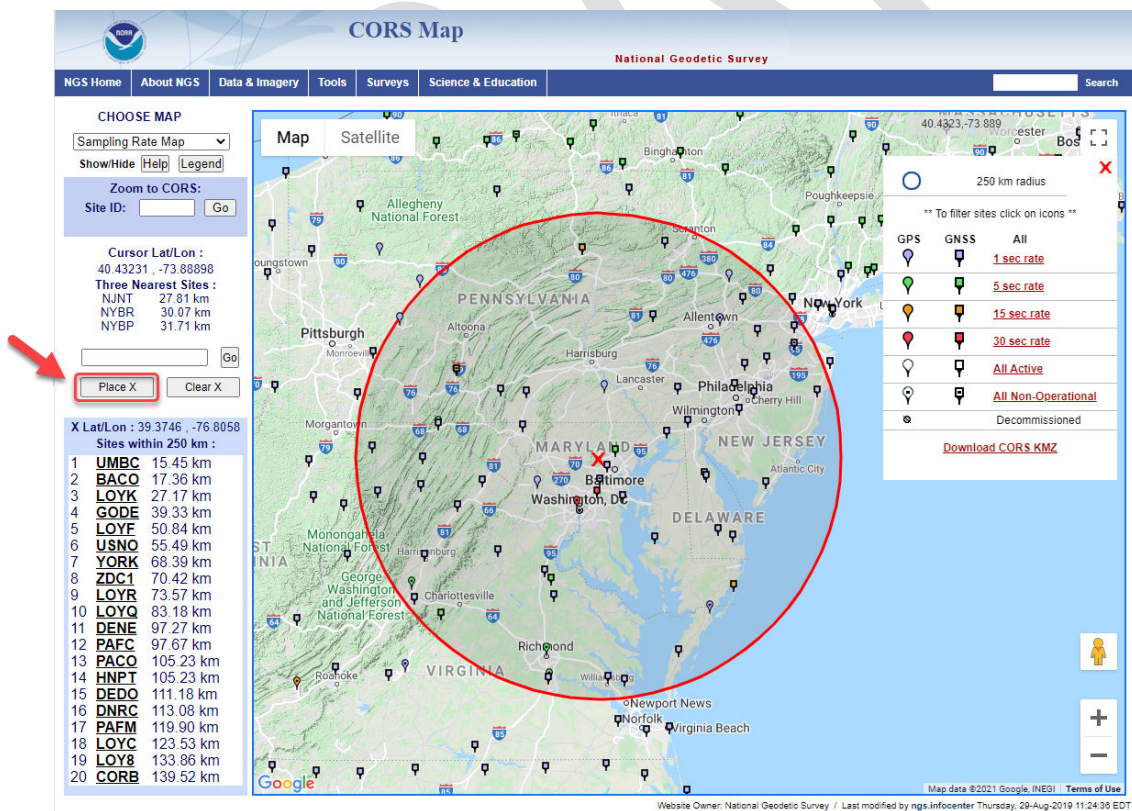 NOAA
CORS Map
National Geodetic Survey
NGS Home About NGS Data & Imagery Tools Surveys Science & Education Search
CHOOSE MAP
Sampling Rate Map
Show/Hide Help Legend
Zoom to CORS:
Site ID: Go
Cursor Lat/Lon :
40.43231 , -73.88898
Three Nearest Sites :
NJNT 27.81 km
NYBR 30.07 km
NYBP 31.71 km
Go
Place X Clear X
X Lat/Lon : 39.3746 , -76.8058
Sites within 250 km :
1 UMBC 15.45 km
2 BACO 17.36 km
3 LOYK 27.17 km
4 GODE 39.33 km
5 LOYF 50.84 km
6 USNO 55.49 km
7 YORK 68.39 km
8 ZDC1 70.42 km
9 LOYR 73.57 km
10 LOYQ 83.18 km
11 DENE 97.27 km
12 PAFC 97.67 km
13 PACO 105.23 km
14 HNPT 105.23 km
15 DEDO 111.18 km
16 DNRC 113.08 km
17 PAFM 119.90 km
18 LOYC 123.53 km
19 LOY8 133.86 km
20 CORB 139.52 km
Map Satellite
40.4323,-73.889
MASSACHUSETTS
Ithaca
Worcester
Bos
Binghamton
Poughkeepsie
Allegheny
National Forest
Scranton
oungstown
PENNSYLVANIA
New York
Allentown
Pittsburgh
Altoona
Monroeville
Harrisburg
Lancaster
Philadelphia
Cherry Hill
Wilmington
Morgantown
MARYLAND
NEW JERSEY
Baltimore
Atlantic City
Washington, DC
DELAWARE
Monongahela
National Forest
Harrisonburg
ST
INIA
George
Washington
and Jefferson
National Forest
Charlottesville
Richmond
Roanoke
VIRGINIA
Williamsburg
Newport News
Norfolk
Virginia Beach
250 km radius
X
** To filter sites click on icons **
GPS GNSS All
1 sec rate
5 sec rate
15 sec rate
30 sec rate
All Active
All Non-Operational
Decommissioned
Download CORS KMZ
+
−
Google
Map data ©2021 Google, INEGI Terms of Use
Website Owner: National Geodetic Survey / Last modified by ngs.infocenter Thursday, 29-Aug-2019 11:24:36 EDT